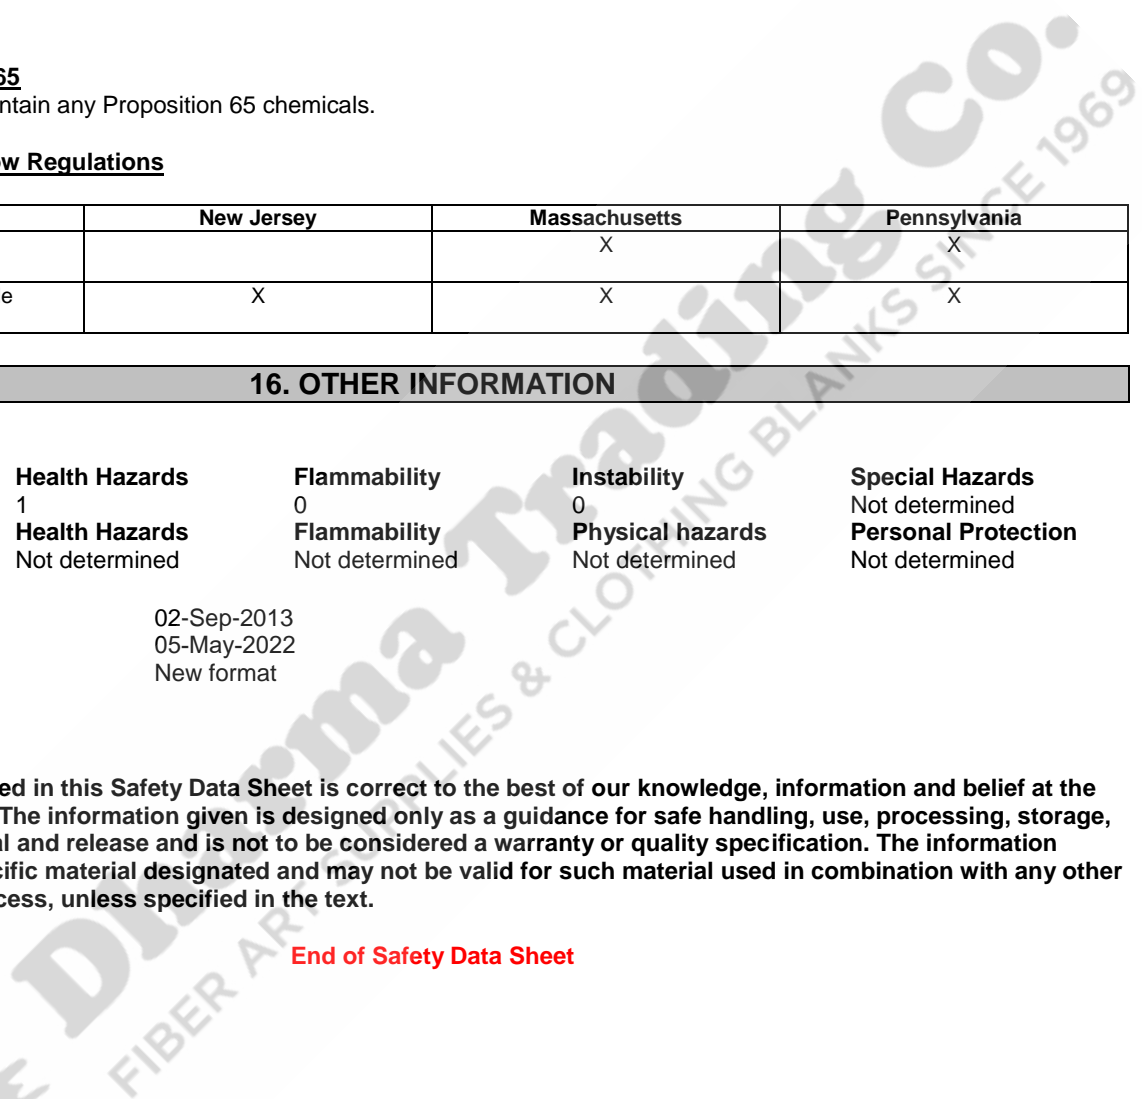 65
ntain any Proposition 65 chemicals.
ow Regulations
New Jersey Massachusetts Pennsylvania
X X
e X X X
16. OTHER INFORMATION
Health Hazards Flammability Instability Special Hazards
1 0 0 Not determined
Health Hazards Flammability Physical hazards Personal Protection
Not determined Not determined Not determined Not determined
02-Sep-2013
05-May-2022
New format
ed in this Safety Data Sheet is correct to the best of our knowledge, information and belief at the
The information given is designed only as a guidance for safe handling, use, processing, storage,
al and release and is not to be considered a warranty or quality specification. The information
cific material designated and may not be valid for such material used in combination with any other
cess, unless specified in the text.
End of Safety Data Sheet
Dharma Trading Co.
FIBER ART SUPPLIES & CLOTHING BLANKS SINCE 1969